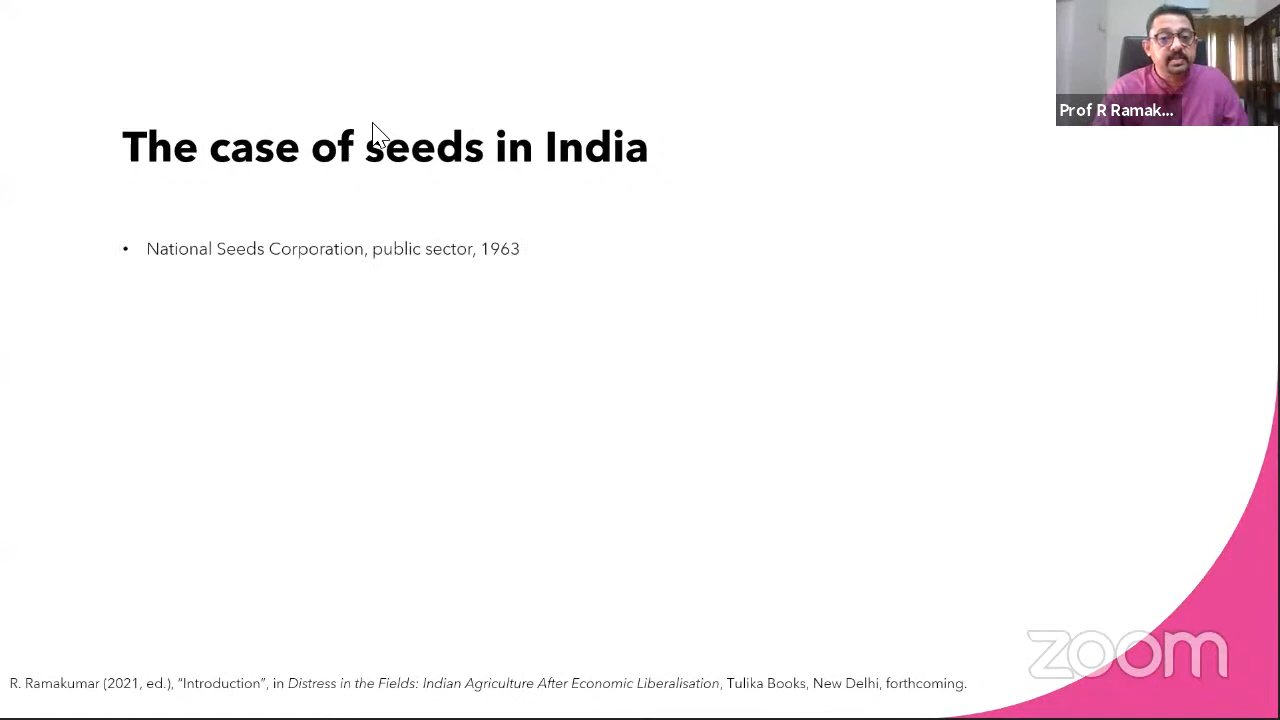 Prof R Ramak...
The case of seeds in India
• National Seeds Corporation, public sector, 1963
zoom
R. Ramakumar (2021, ed.), “Introduction”, in Distress in the Fields: Indian Agriculture After Economic Liberalisation, Tulika Books, New Delhi, forthcoming.